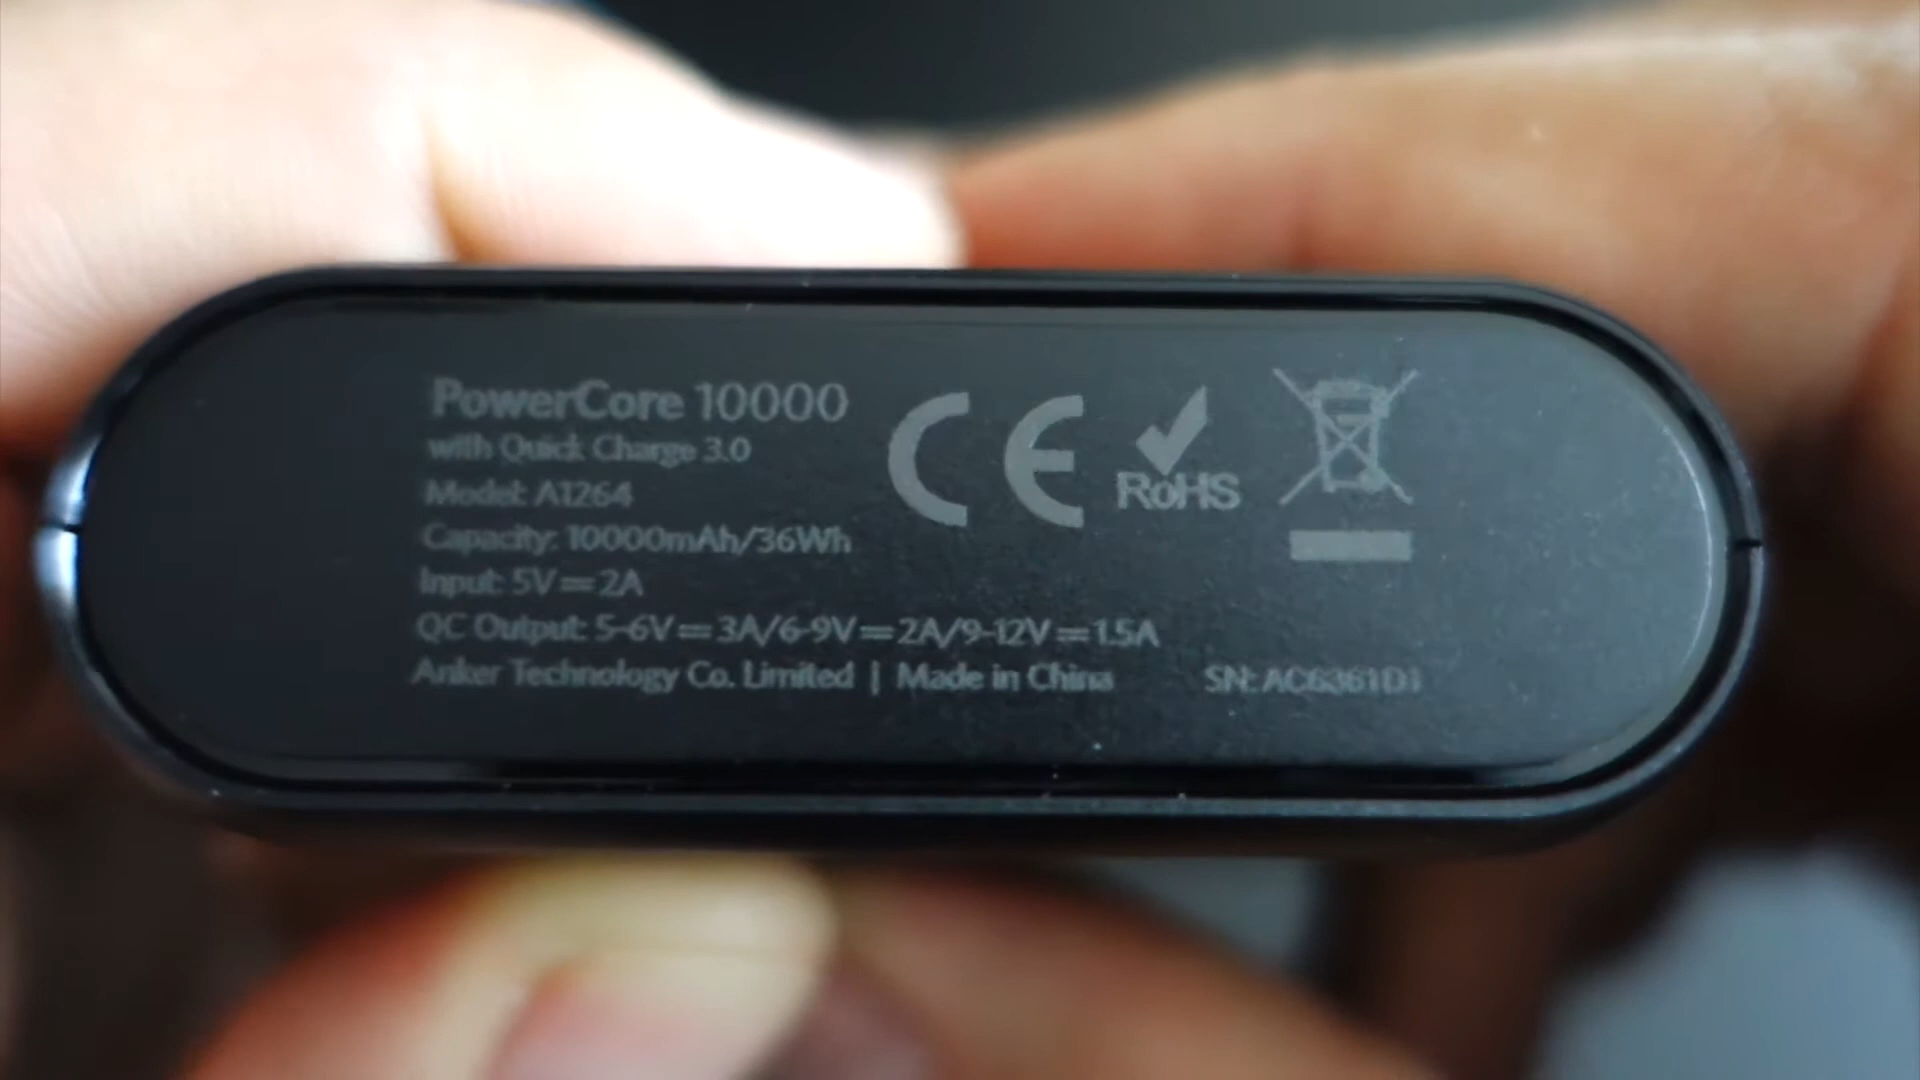 PowerCore 10000
with Quick Charge 3.0
Model: A1264
Capacity: 10000mAh/36Wh
Input: 5V⎓2A
QC Output: 5-6V⎓3A/6-9V⎓2A/9-12V⎓1.5A
Anker Technology Co. Limited | Made in China
CE
RoHS
SN: AC6361D1